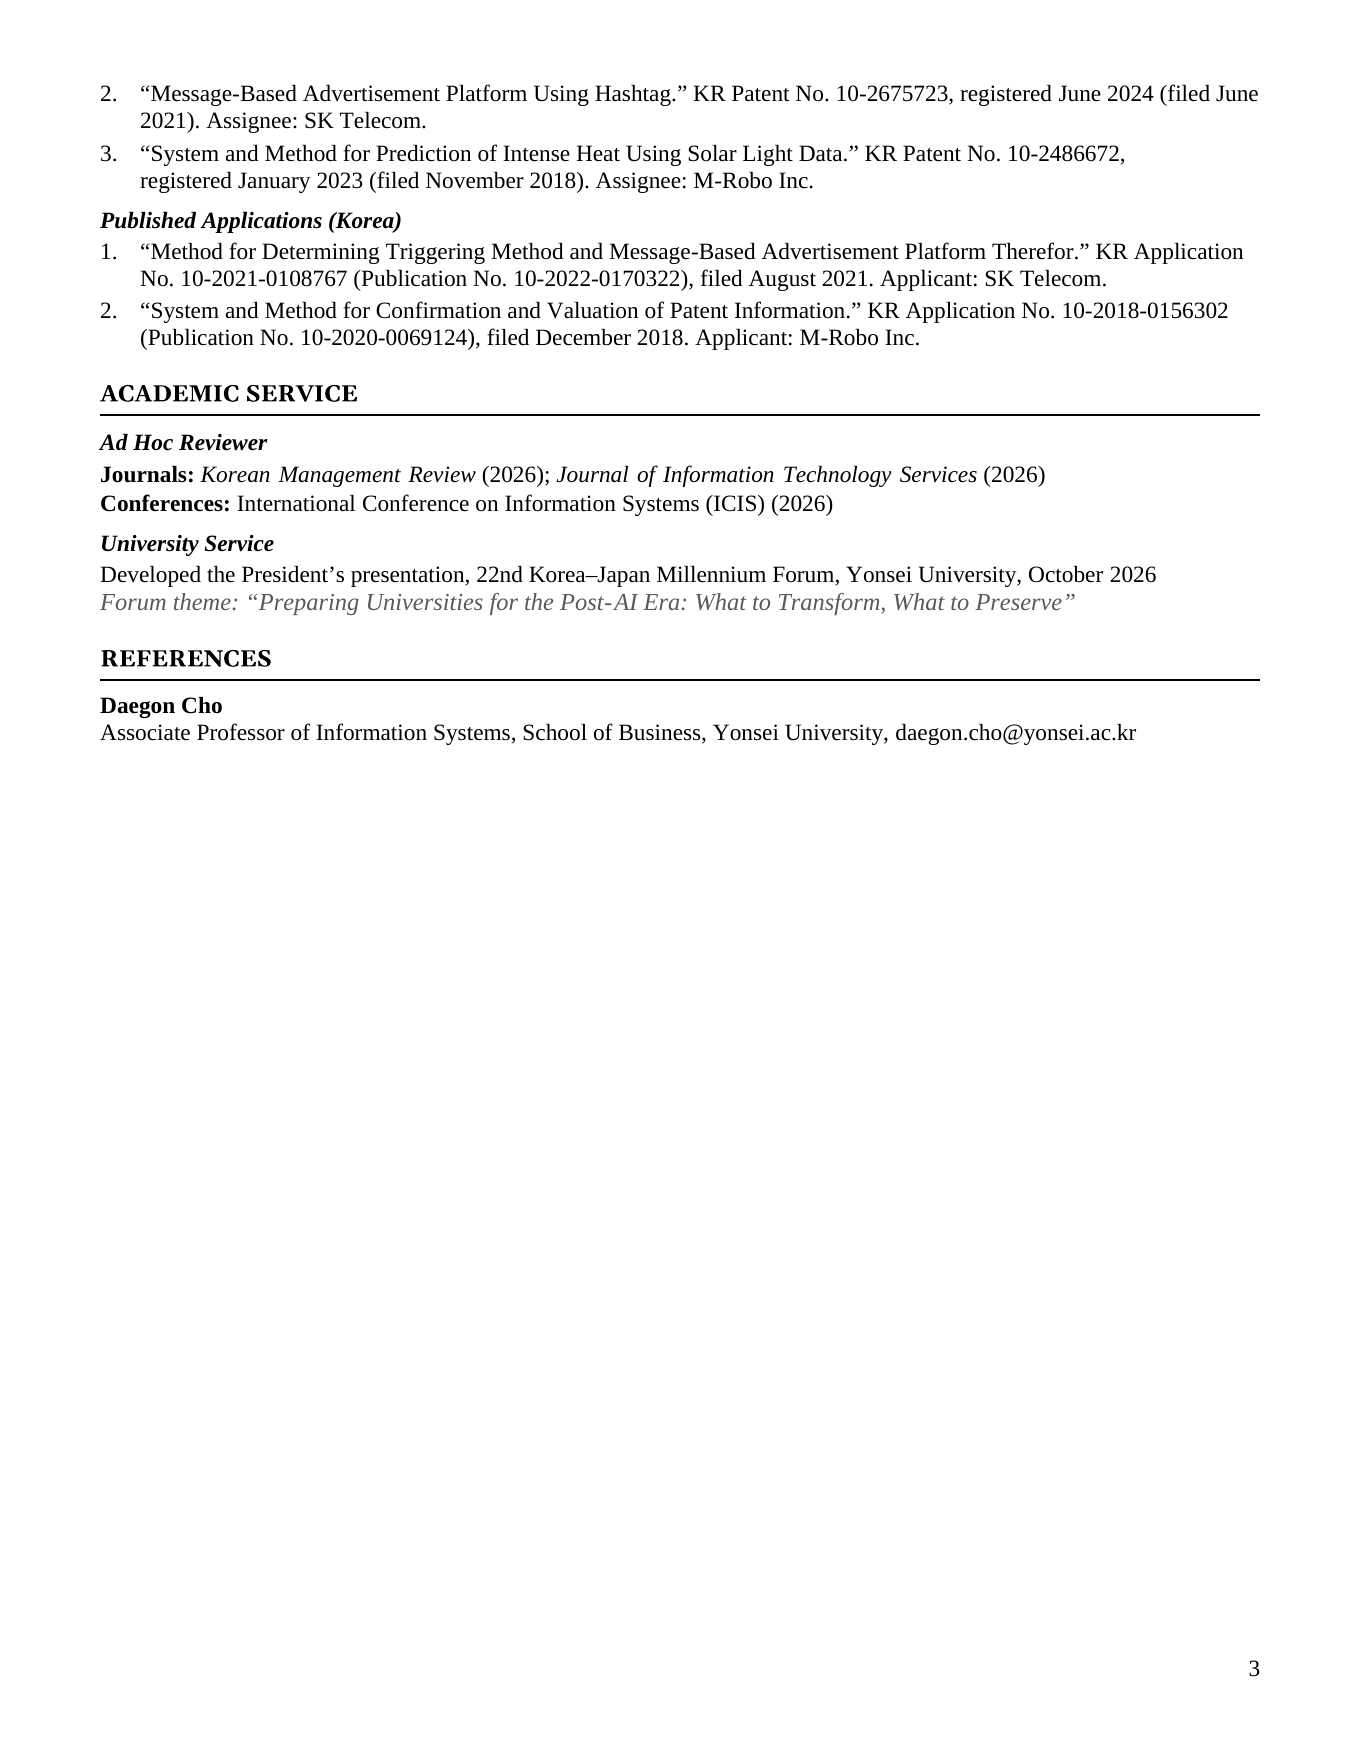 2. “Message-Based Advertisement Platform Using Hashtag.” KR Patent No. 10-2675723, registered June 2024 (filed June
2021). Assignee: SK Telecom.
3. “System and Method for Prediction of Intense Heat Using Solar Light Data.” KR Patent No. 10-2486672,
registered January 2023 (filed November 2018). Assignee: M-Robo Inc.
Published Applications (Korea)
1. “Method for Determining Triggering Method and Message-Based Advertisement Platform Therefor.” KR Application
No. 10-2021-0108767 (Publication No. 10-2022-0170322), filed August 2021. Applicant: SK Telecom.
2. “System and Method for Confirmation and Valuation of Patent Information.” KR Application No. 10-2018-0156302
(Publication No. 10-2020-0069124), filed December 2018. Applicant: M-Robo Inc.
ACADEMIC SERVICE
Ad Hoc Reviewer
Journals: Korean Management Review (2026); Journal of Information Technology Services (2026)
Conferences: International Conference on Information Systems (ICIS) (2026)
University Service
Developed the President’s presentation, 22nd Korea–Japan Millennium Forum, Yonsei University, October 2026
Forum theme: “Preparing Universities for the Post-AI Era: What to Transform, What to Preserve”
REFERENCES
Daegon Cho
Associate Professor of Information Systems, School of Business, Yonsei University, daegon.cho@yonsei.ac.kr
3